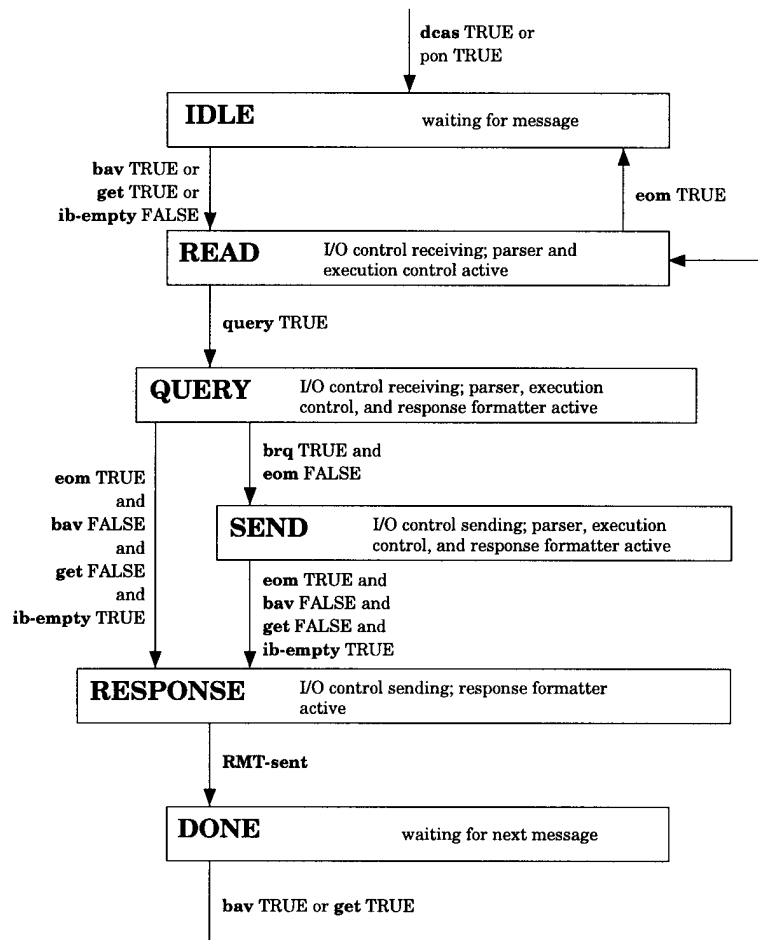 dcas TRUE or
pon TRUE
IDLE waiting for message
bav TRUE or
get TRUE or
ib-empty FALSE
eom TRUE
READ I/O control receiving; parser and
execution control active
query TRUE
QUERY I/O control receiving; parser, execution
control, and response formatter active
eom TRUE
and
bav FALSE
and
get FALSE
and
ib-empty TRUE
brq TRUE and
eom FALSE
SEND I/O control sending; parser, execution
control, and response formatter active
eom TRUE and
bav FALSE and
get FALSE and
ib-empty TRUE
RESPONSE I/O control sending; response formatter
active
RMT-sent
DONE waiting for next message
bav TRUE or get TRUE